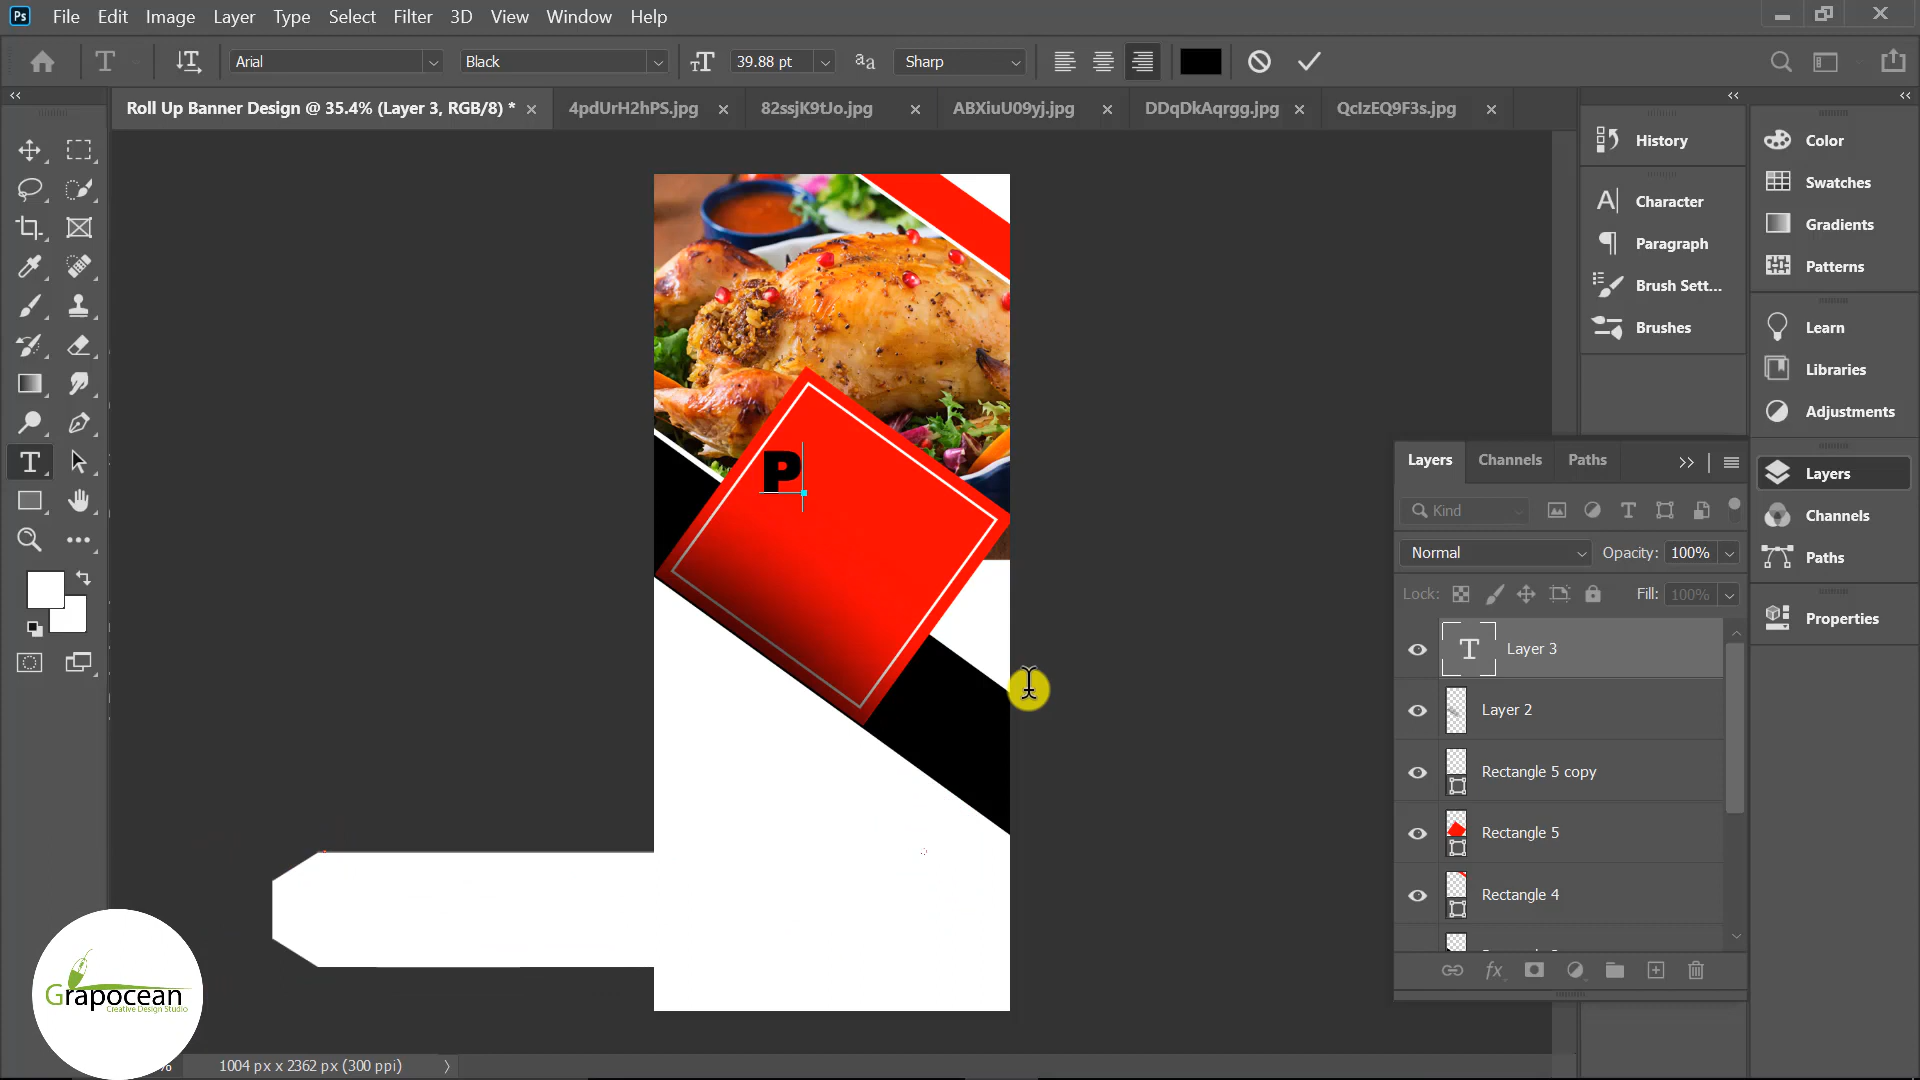 Ps File Edit Image Layer Type Select Filter 3D View Window Help
Arial Black 39.88 pt Sharp
Roll Up Banner Design @ 35.4% (Layer 3, RGB/8) *
4pdUrH2hPS.jpg
82ssjK9tJo.jpg
ABXiuU09yj.jpg
DDqDkAqrgg.jpg
QcIzEQ9F3s.jpg
P
History
Character
Paragraph
Brush Sett...
Brushes
Color
Swatches
Gradients
Patterns
Learn
Libraries
Adjustments
Layers
Channels
Paths
Properties
Layers Channels Paths
Kind
Normal Opacity: 100%
Lock: Fill: 100%
T Layer 3
Layer 2
Rectangle 5 copy
Rectangle 5
Rectangle 4
fx
Grapocean
Creative Design Studio
% 1004 px x 2362 px (300 ppi)